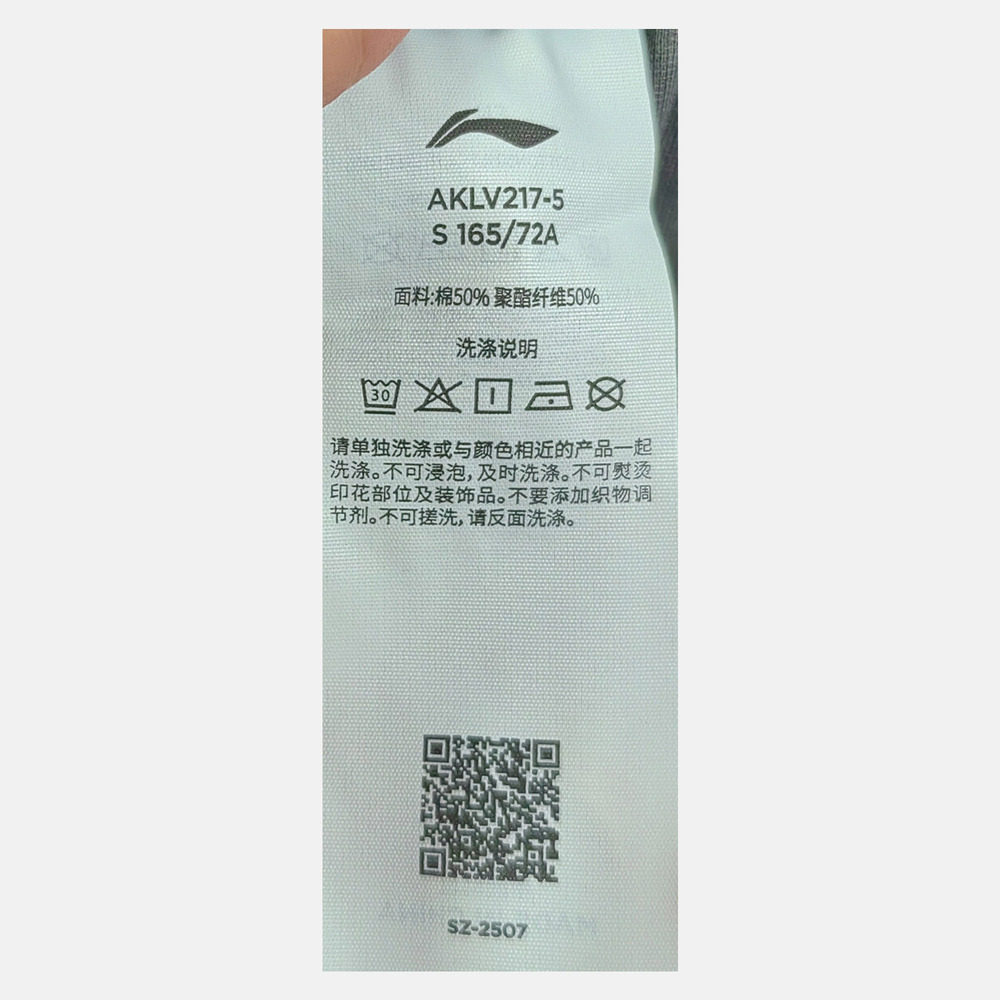 AKLV217-5
S 165/72A
面料:棉50% 聚酯纤维50%
洗涤说明
30
请单独洗涤或与颜色相近的产品一起
洗涤。不可浸泡,及时洗涤。不可熨烫
印花部位及装饰品。不要添加织物调
节剂。不可搓洗,请反面洗涤。
SZ-2507